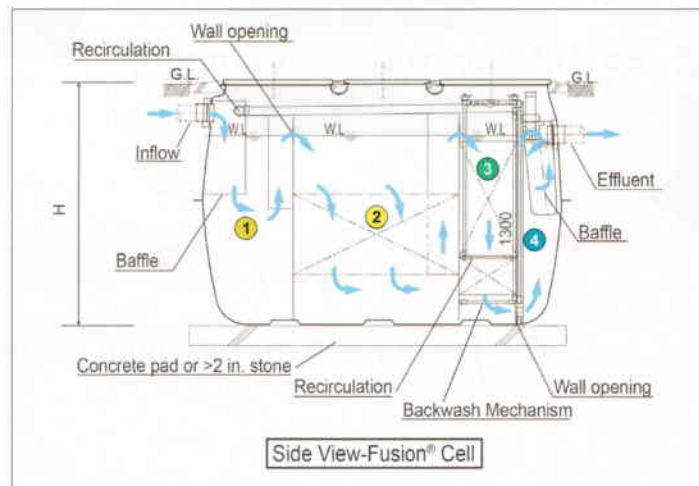 Wall opening
Recirculation
G.L.
G.L.
W.L
W.L
W.L
Inflow
Effluent
3
H
1
2
1300
4
Baffle
Baffle
Concrete pad or >2 in. stone
Recirculation
Wall opening
Backwash Mechanism
Side View-Fusion® Cell